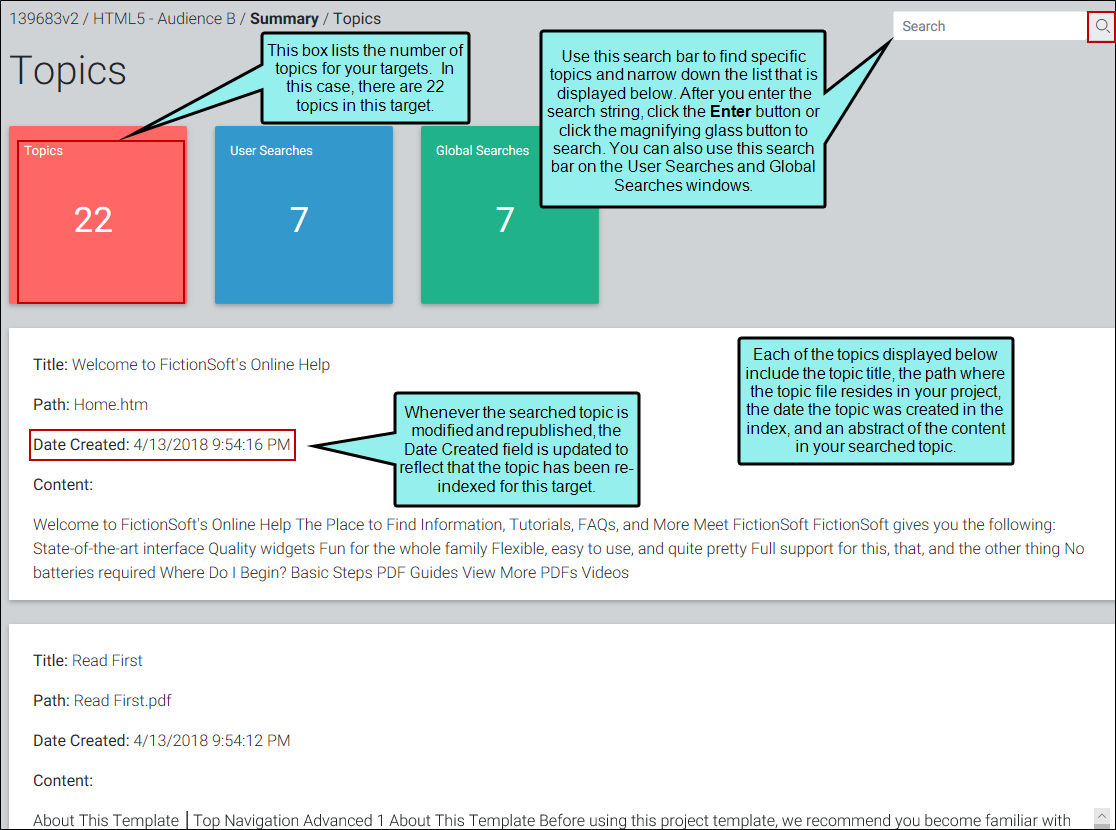 139683v2 / HTML5 - Audience B / Summary / Topics
Search
Topics
This box lists the number of
topics for your targets. In
this case, there are 22
topics in this target.
Use this search bar to find specific
topics and narrow down the list that is
displayed below. After you enter the
search string, click the Enter button or
click the magnifying glass button to
search. You can also use this search
bar on the User Searches and Global
Searches windows.
Topics
22
User Searches
7
Global Searches
7
Title: Welcome to FictionSoft's Online Help
Path: Home.htm
Date Created: 4/13/2018 9:54:16 PM
Whenever the searched topic is
modified and republished, the
Date Created field is updated to
reflect that the topic has been re-
indexed for this target.
Each of the topics displayed below
include the topic title, the path where
the topic file resides in your project,
the date the topic was created in the
index, and an abstract of the content
in your searched topic.
Content:
Welcome to FictionSoft's Online Help The Place to Find Information, Tutorials, FAQs, and More Meet FictionSoft FictionSoft gives you the following:
State-of-the-art interface Quality widgets Fun for the whole family Flexible, easy to use, and quite pretty Full support for this, that, and the other thing No
batteries required Where Do I Begin? Basic Steps PDF Guides View More PDFs Videos
Title: Read First
Path: Read First.pdf
Date Created: 4/13/2018 9:54:12 PM
Content:
About This Template | Top Navigation Advanced 1 About This Template Before using this project template, we recommend you become familiar with